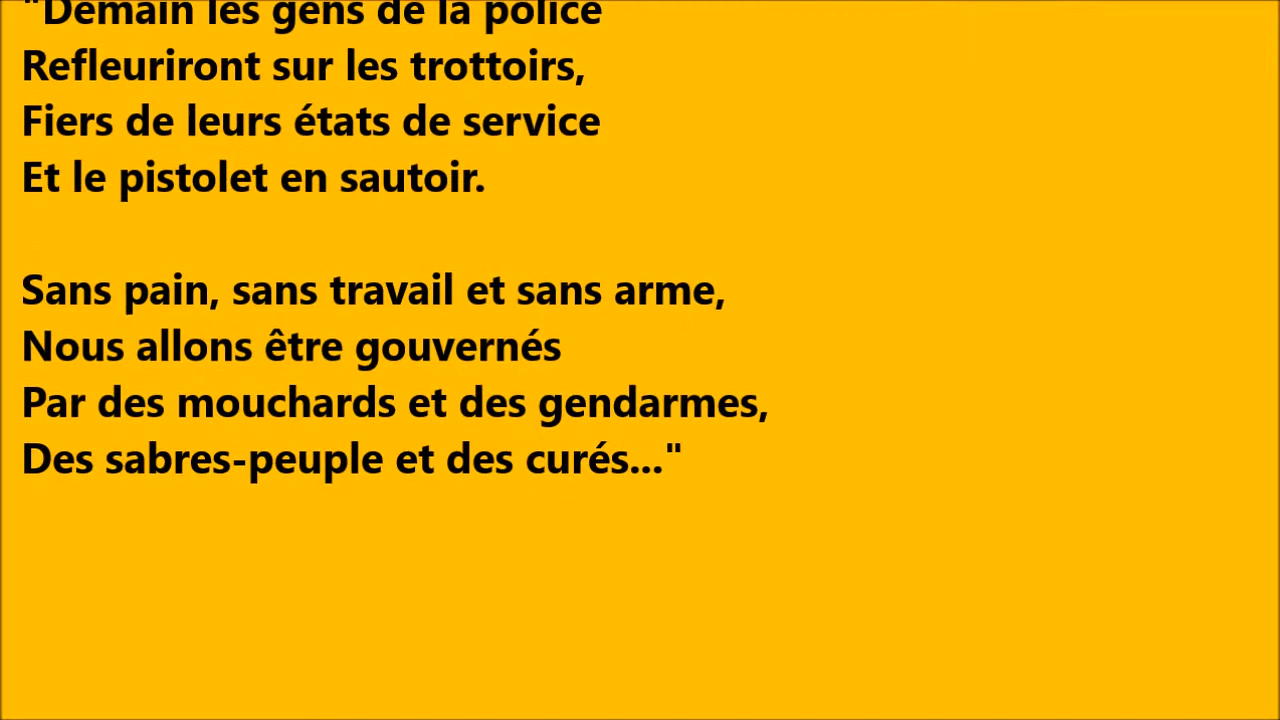 "Demain les gens de la police
Refleuriront sur les trottoirs,
Fiers de leurs états de service
Et le pistolet en sautoir.
Sans pain, sans travail et sans arme,
Nous allons être gouvernés
Par des mouchards et des gendarmes,
Des sabres-peuple et des curés..."